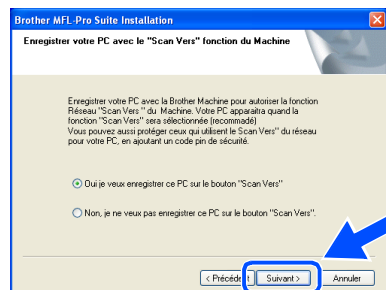 Brother MFL-Pro Suite Installation
Enregistrer votre PC avec le "Scan Vers" fonction du Machine
Enregistrer votre PC avec la Brother Machine pour autoriser la fonction
Réseau "Scan Vers " du Machine. Votre PC apparaitra quand la
fonction "Scan Vers" sera sélectionnée (recommadé)
Vous pouvez aussi protéger ceux qui utilisent le Scan Vers" du réseau
pour votre PC, en ajoutant un code pin de sécurité.
Oui je veux enregistrer ce PC sur le bouton "Scan Vers"
Non, je ne veux pas enregistrer ce PC sur le bouton "Scan Vers".
Suivant >
Annuler